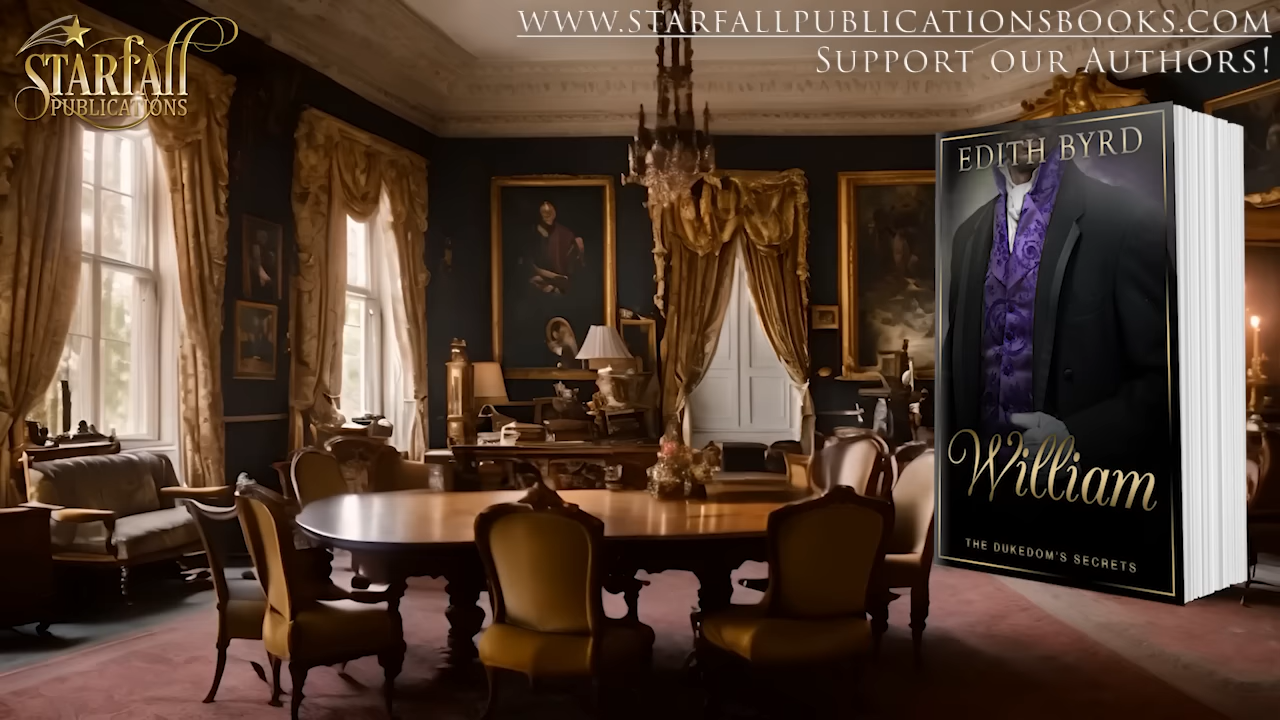 STARfall
PUBLICATIONS
WWW.STARFALLPUBLICATIONSBOOKS.COM
SUPPORT OUR AUTHORS!
EDITH BYRD
William
THE DUKEDOM'S SECRETS